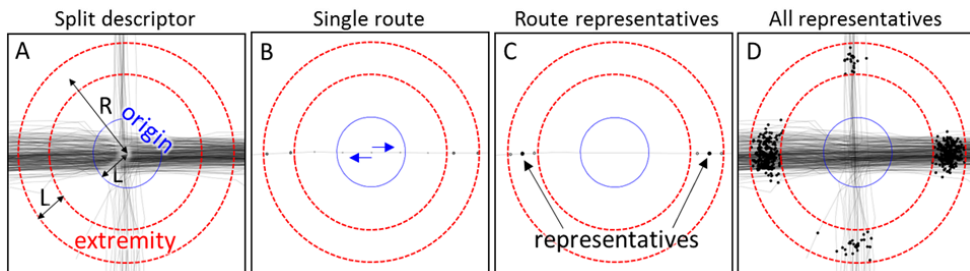 Split descriptor
Single route
Route representatives
All representatives
A
R
origin
L
L
extremity
B
C
representatives
D